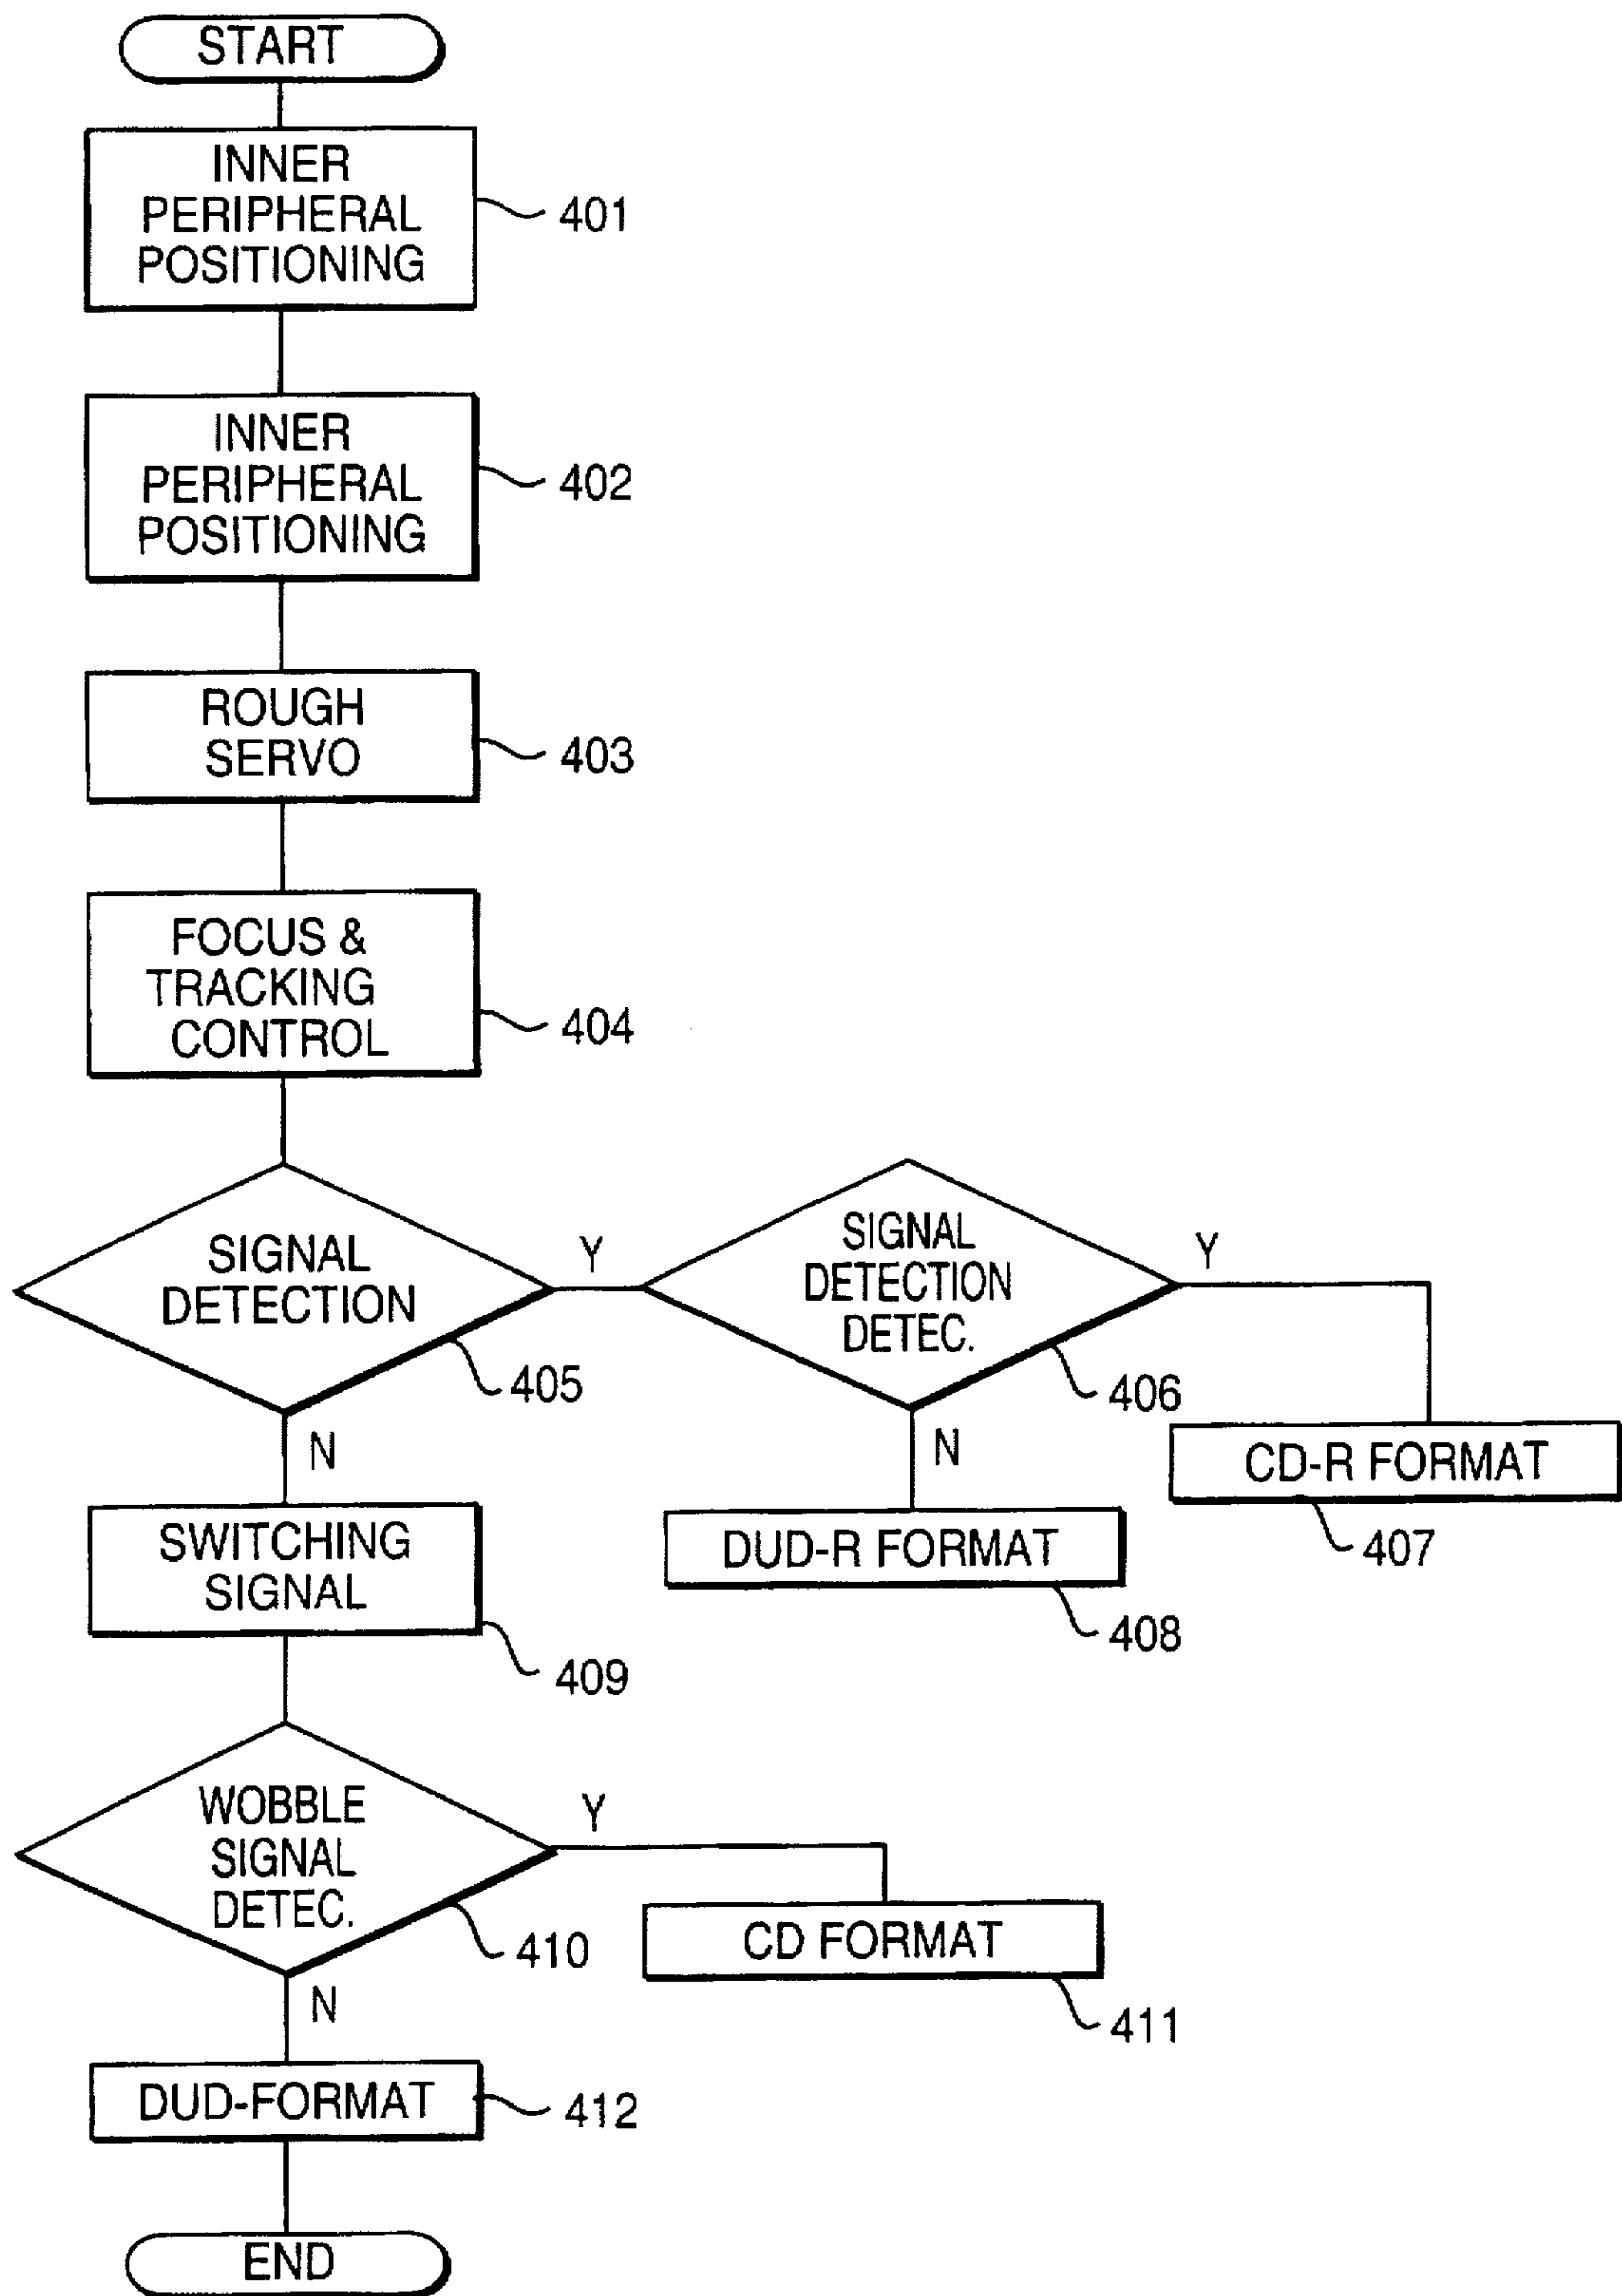 START
INNER
PERIPHERAL
POSITIONING
401
INNER
PERIPHERAL
POSITIONING
402
ROUGH
SERVO
403
FOCUS &
TRACKING
CONTROL
404
SIGNAL
DETECTION
405
Y
N
SIGNAL
DETECTION
DETEC.
406
Y
N
CD-R FORMAT
407
DUD-R FORMAT
408
SWITCHING
SIGNAL
409
WOBBLE
SIGNAL
DETEC.
410
Y
N
CD FORMAT
411
DUD-FORMAT
412
END